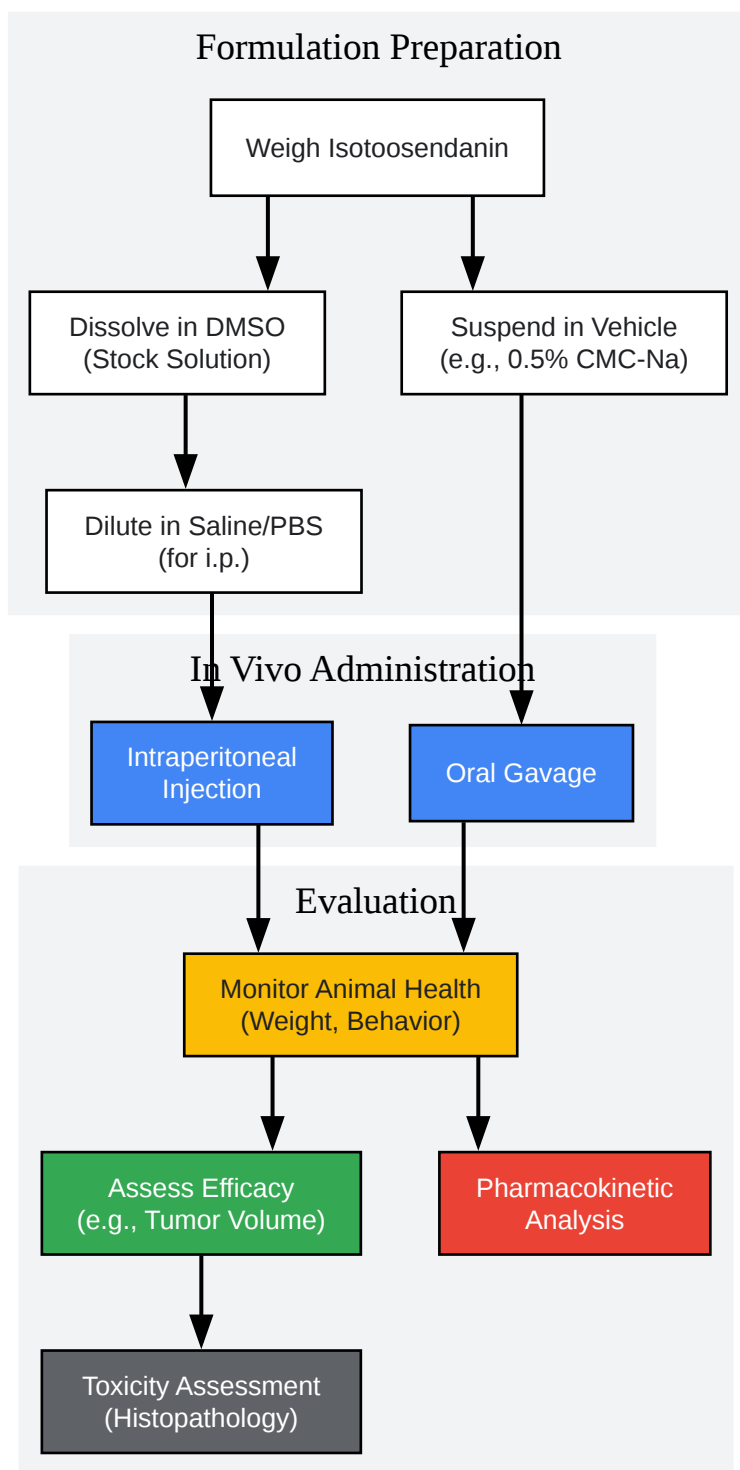 Formulation Preparation
Weigh Isotoosendanin
Dissolve in DMSO
(Stock Solution)
Suspend in Vehicle
(e.g., 0.5% CMC-Na)
Dilute in Saline/PBS
(for i.p.)
In Vivo Administration
Intraperitoneal
Injection
Oral Gavage
Evaluation
Monitor Animal Health
(Weight, Behavior)
Assess Efficacy
(e.g., Tumor Volume)
Pharmacokinetic
Analysis
Toxicity Assessment
(Histopathology)